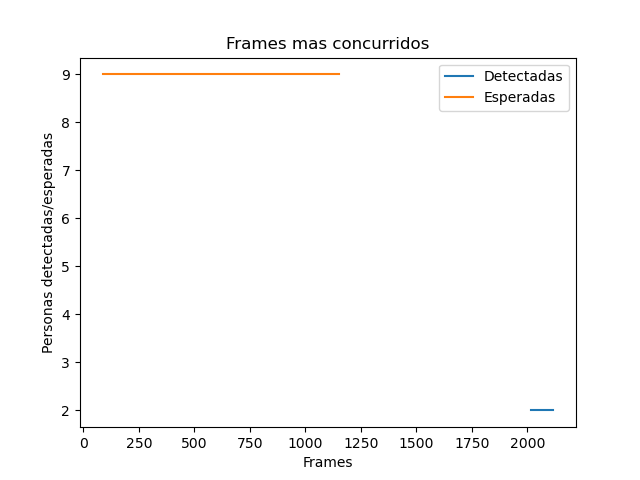 Frames mas concurridos
Detectadas
Esperadas
Personas detectadas/esperadas
9
8
7
6
5
4
3
2
0 250 500 750 1000 1250 1500 1750 2000
Frames